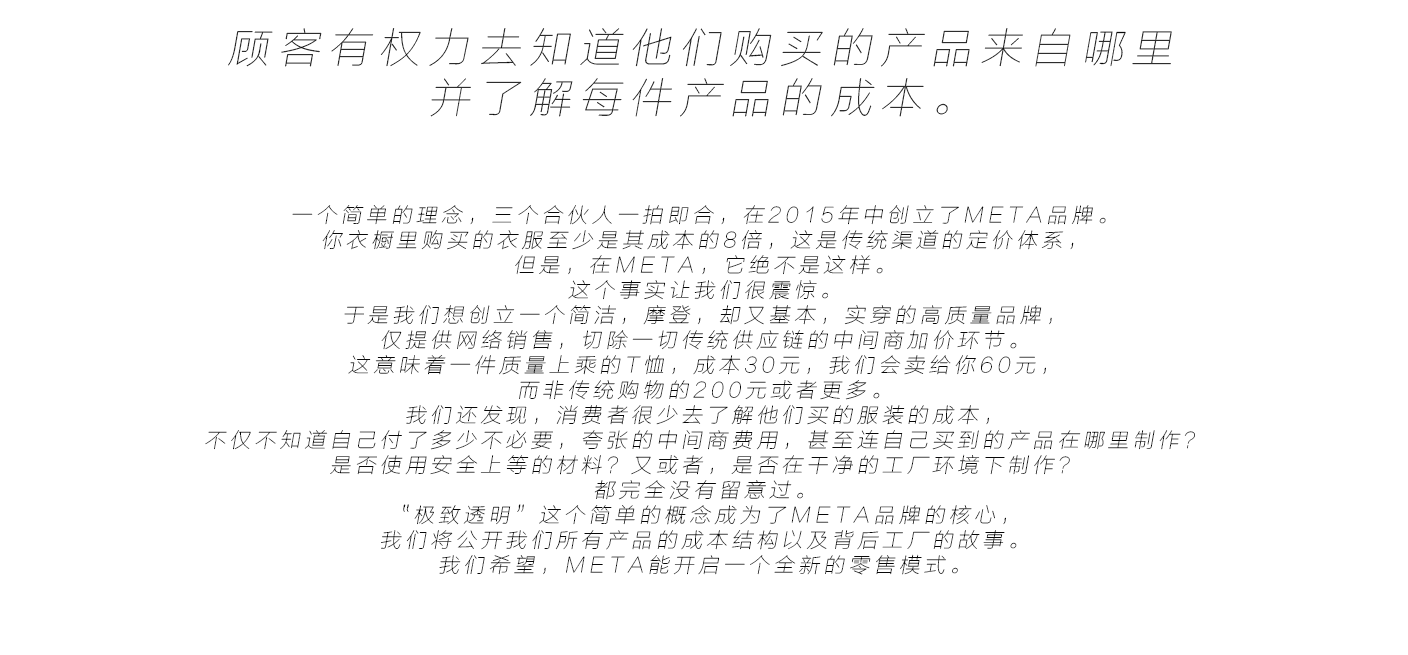 顾客有权力去知道他们购买的产品来自哪里
并了解每件产品的成本。
一个简单的理念，三个合伙人一拍即合，在2015年中创立了META品牌。
你衣橱里购买的衣服至少是其成本的8倍，这是传统渠道的定价体系，
但是，在META，它绝不是这样。
这个事实让我们很震惊。
于是我们想创立一个简洁，摩登，却又基本，实穿的高质量品牌，
仅提供网络销售，切除一切传统供应链的中间商加价环节。
这意味着一件质量上乘的T恤，成本30元，我们会卖给你60元，
而非传统购物的200元或者更多。
我们还发现，消费者很少去了解他们买的服装的成本，
不仅不知道自己付了多少不必要，夸张的中间商费用，甚至连自己买到的产品在哪里制作？
是否使用安全上等的材料？又或者，是否在干净的工厂环境下制作？
都完全没有留意过。
“极致透明”这个简单的概念成为了META品牌的核心，
我们将公开我们所有产品的成本结构以及背后工厂的故事。
我们希望，META能开启一个全新的零售模式。